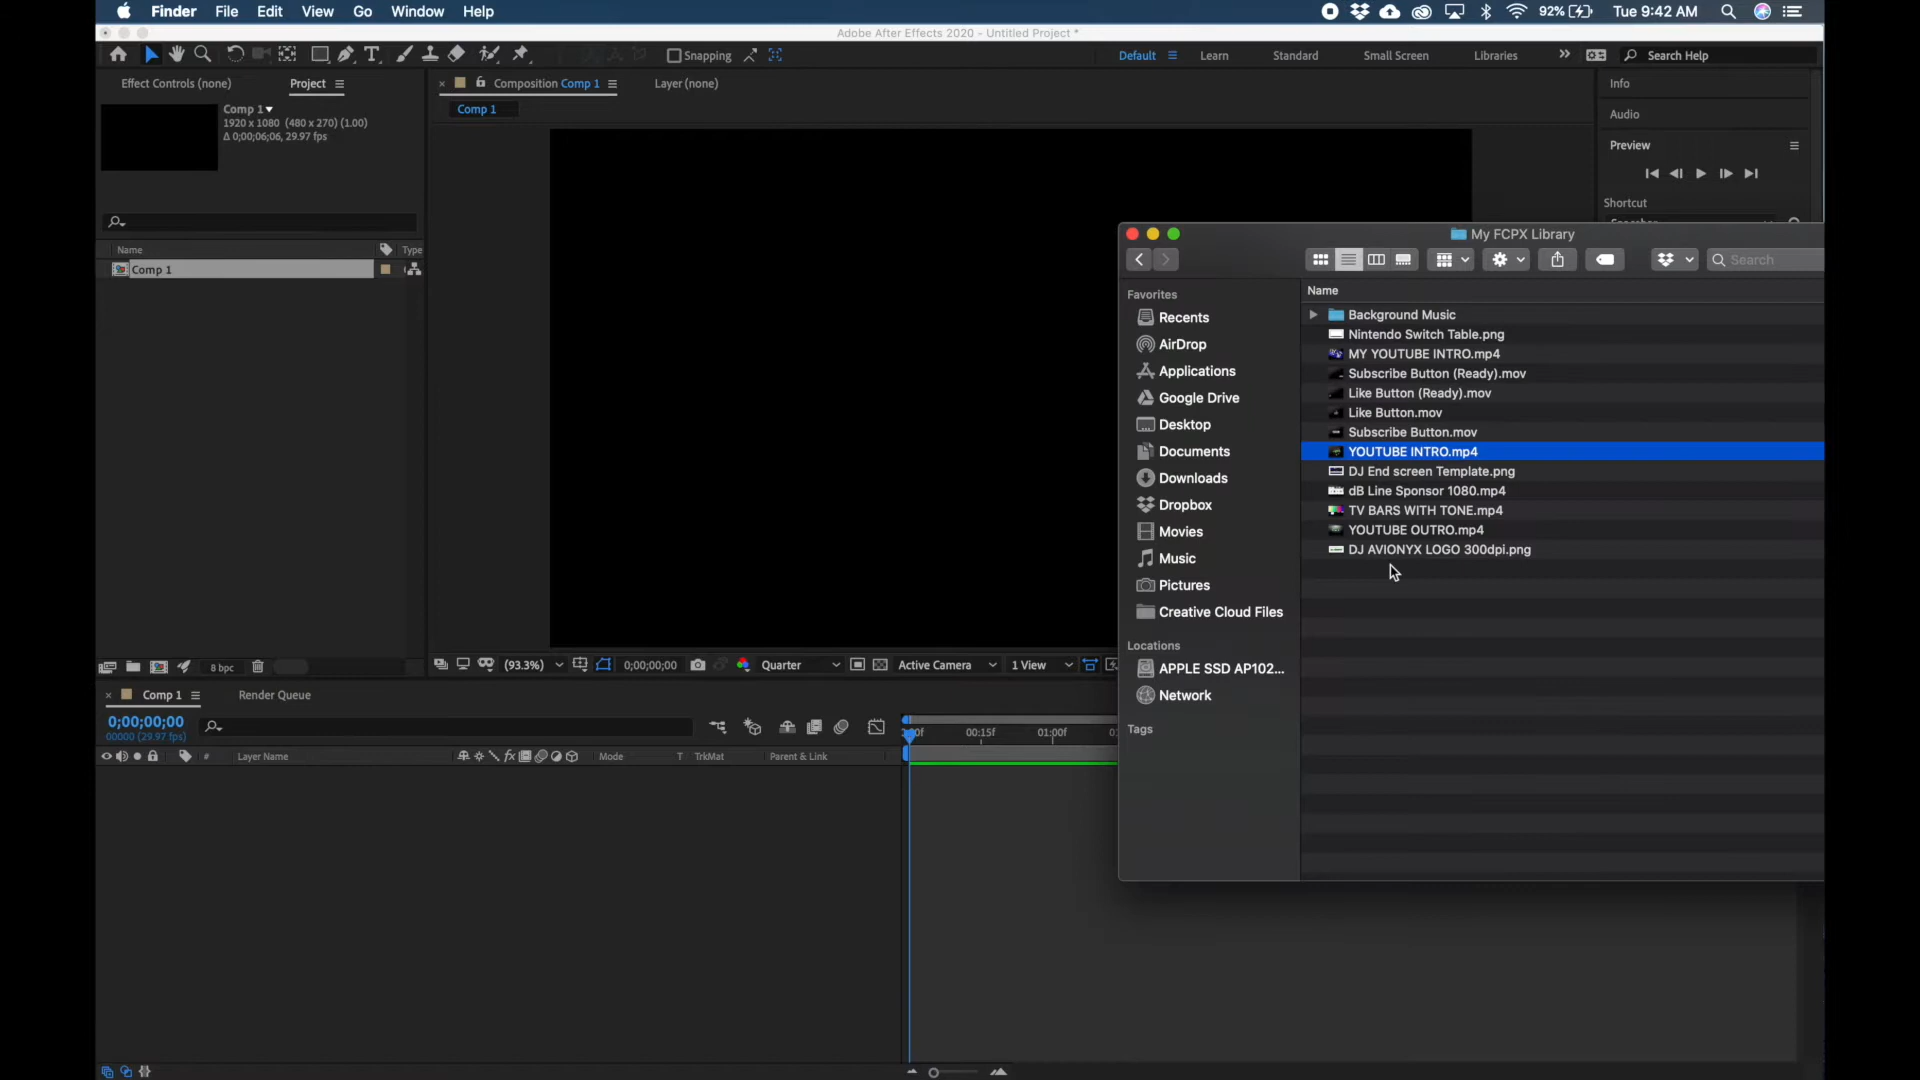 Finder File Edit View Go Window Help 92% Tue 9:42 AM
Adobe After Effects 2020 - Untitled Project *
Snapping Default Learn Standard Small Screen Libraries Search Help
Effect Controls (none) Project Composition Comp 1 Layer (none) Info
Comp 1
1920 x 1080 (480 x 270) (1.00)
Δ 0;00;06;06, 29.97 fps
Comp 1
Audio
Preview
Shortcut
Name Type
Comp 1
My FCPX Library
Search
Favorites
Recents
AirDrop
Applications
Google Drive
Desktop
Documents
Downloads
Dropbox
Movies
Music
Pictures
Creative Cloud Files
Locations
APPLE SSD AP102...
Network
Tags
Name
Background Music
Nintendo Switch Table.png
MY YOUTUBE INTRO.mp4
Subscribe Button (Ready).mov
Like Button (Ready).mov
Like Button.mov
Subscribe Button.mov
YOUTUBE INTRO.mp4
DJ End screen Template.png
dB Line Sponsor 1080.mp4
TV BARS WITH TONE.mp4
YOUTUBE OUTRO.mp4
DJ AVIONYX LOGO 300dpi.png
8 bpc (93.3%) 0;00;00;00 Quarter Active Camera 1 View
Comp 1 Render Queue
0;00;00;00
00000 (29.97 fps)
00:15f 01:00f
# Layer Name fx Mode T TrkMat Parent & Link